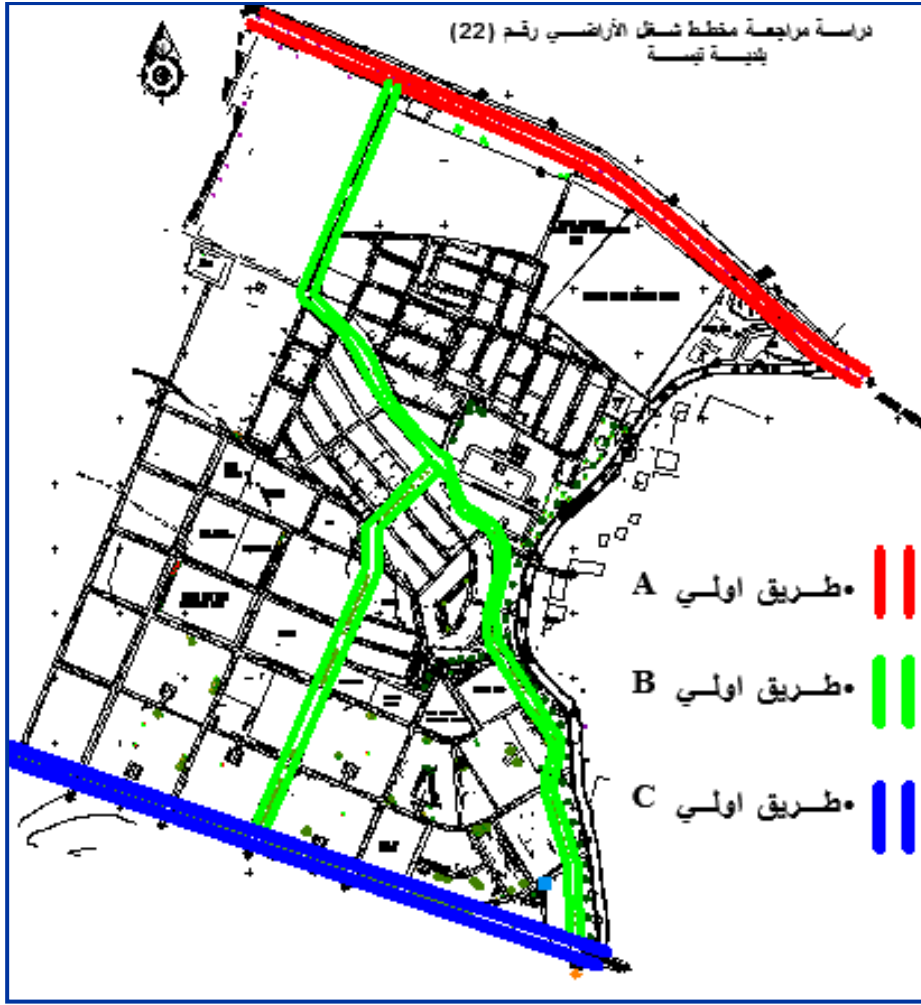 دراسة مراجعة مخطط شغل الأراضي رقم (22)
بلدية تبسة
•طريق اولي A
•طريق اولي B
•طريق اولي C